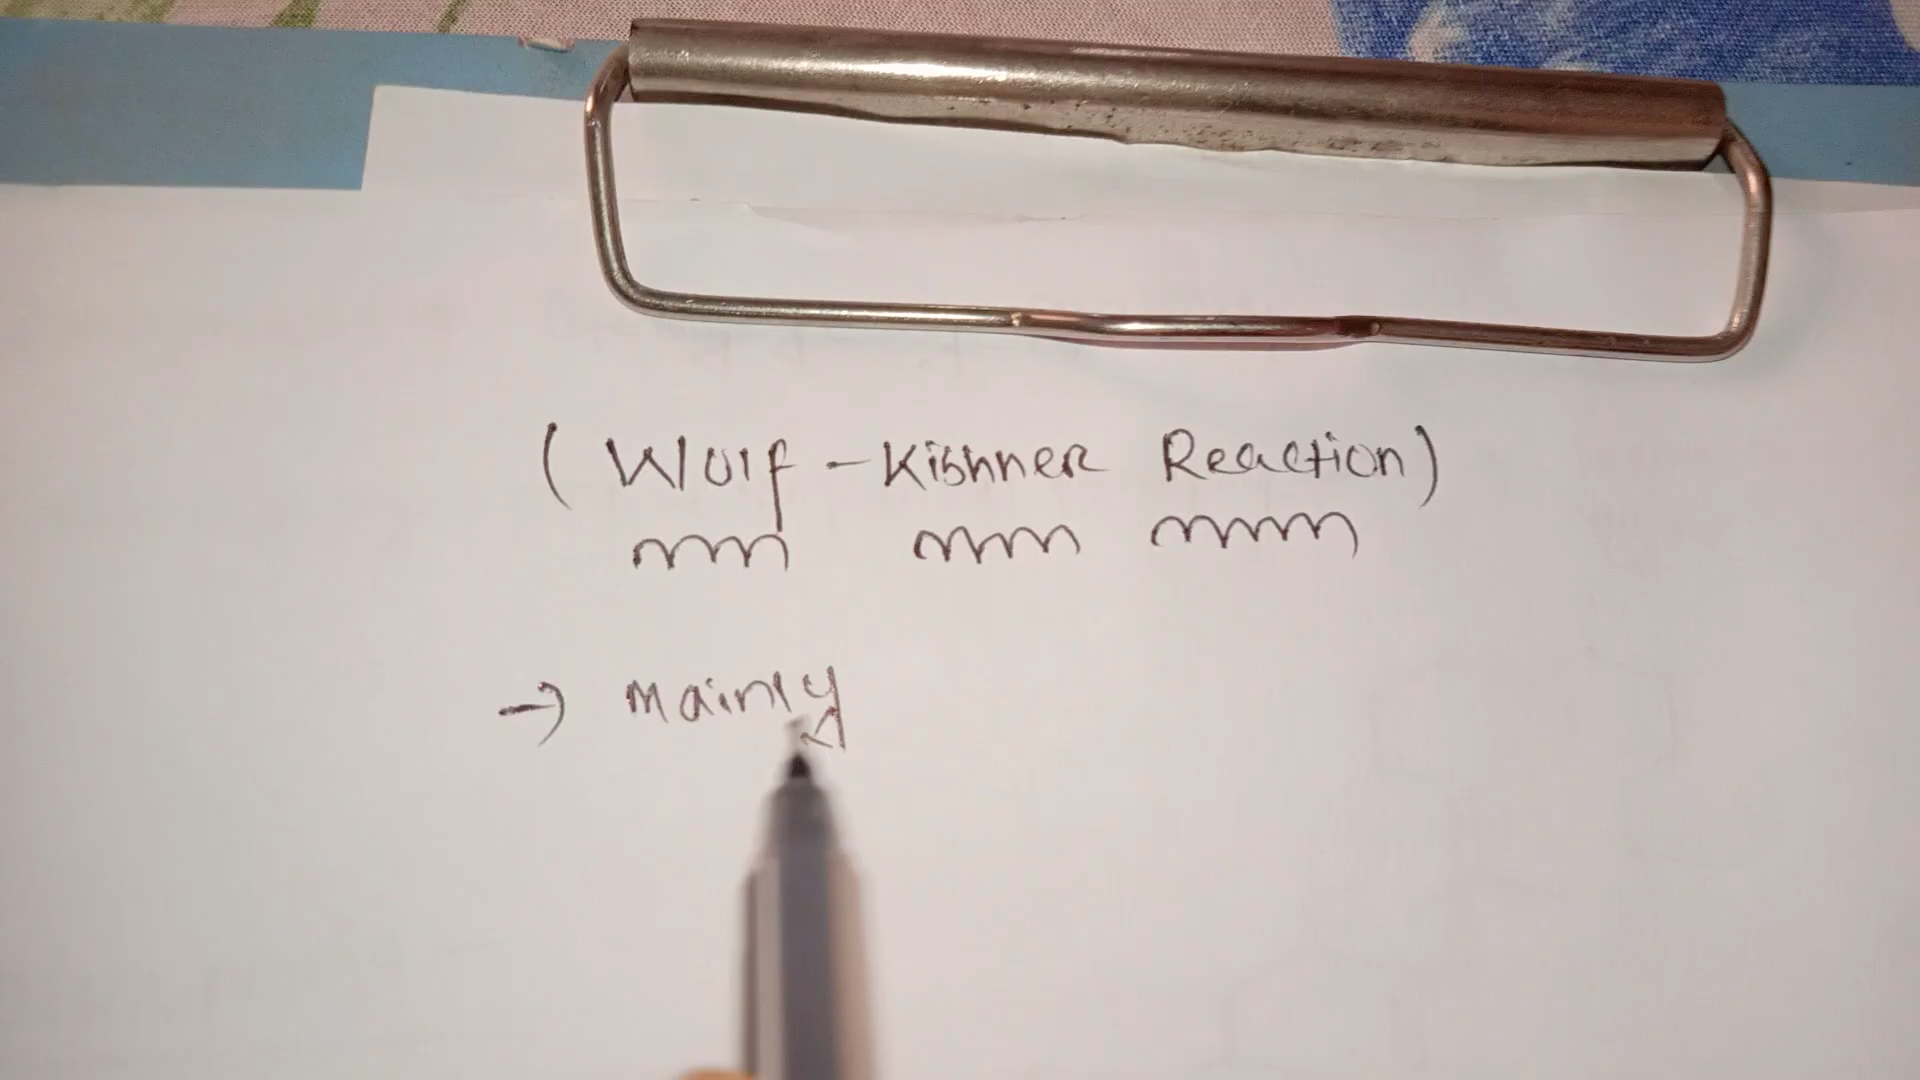 ( Wolf - Kishner Reaction )
→ Mainly